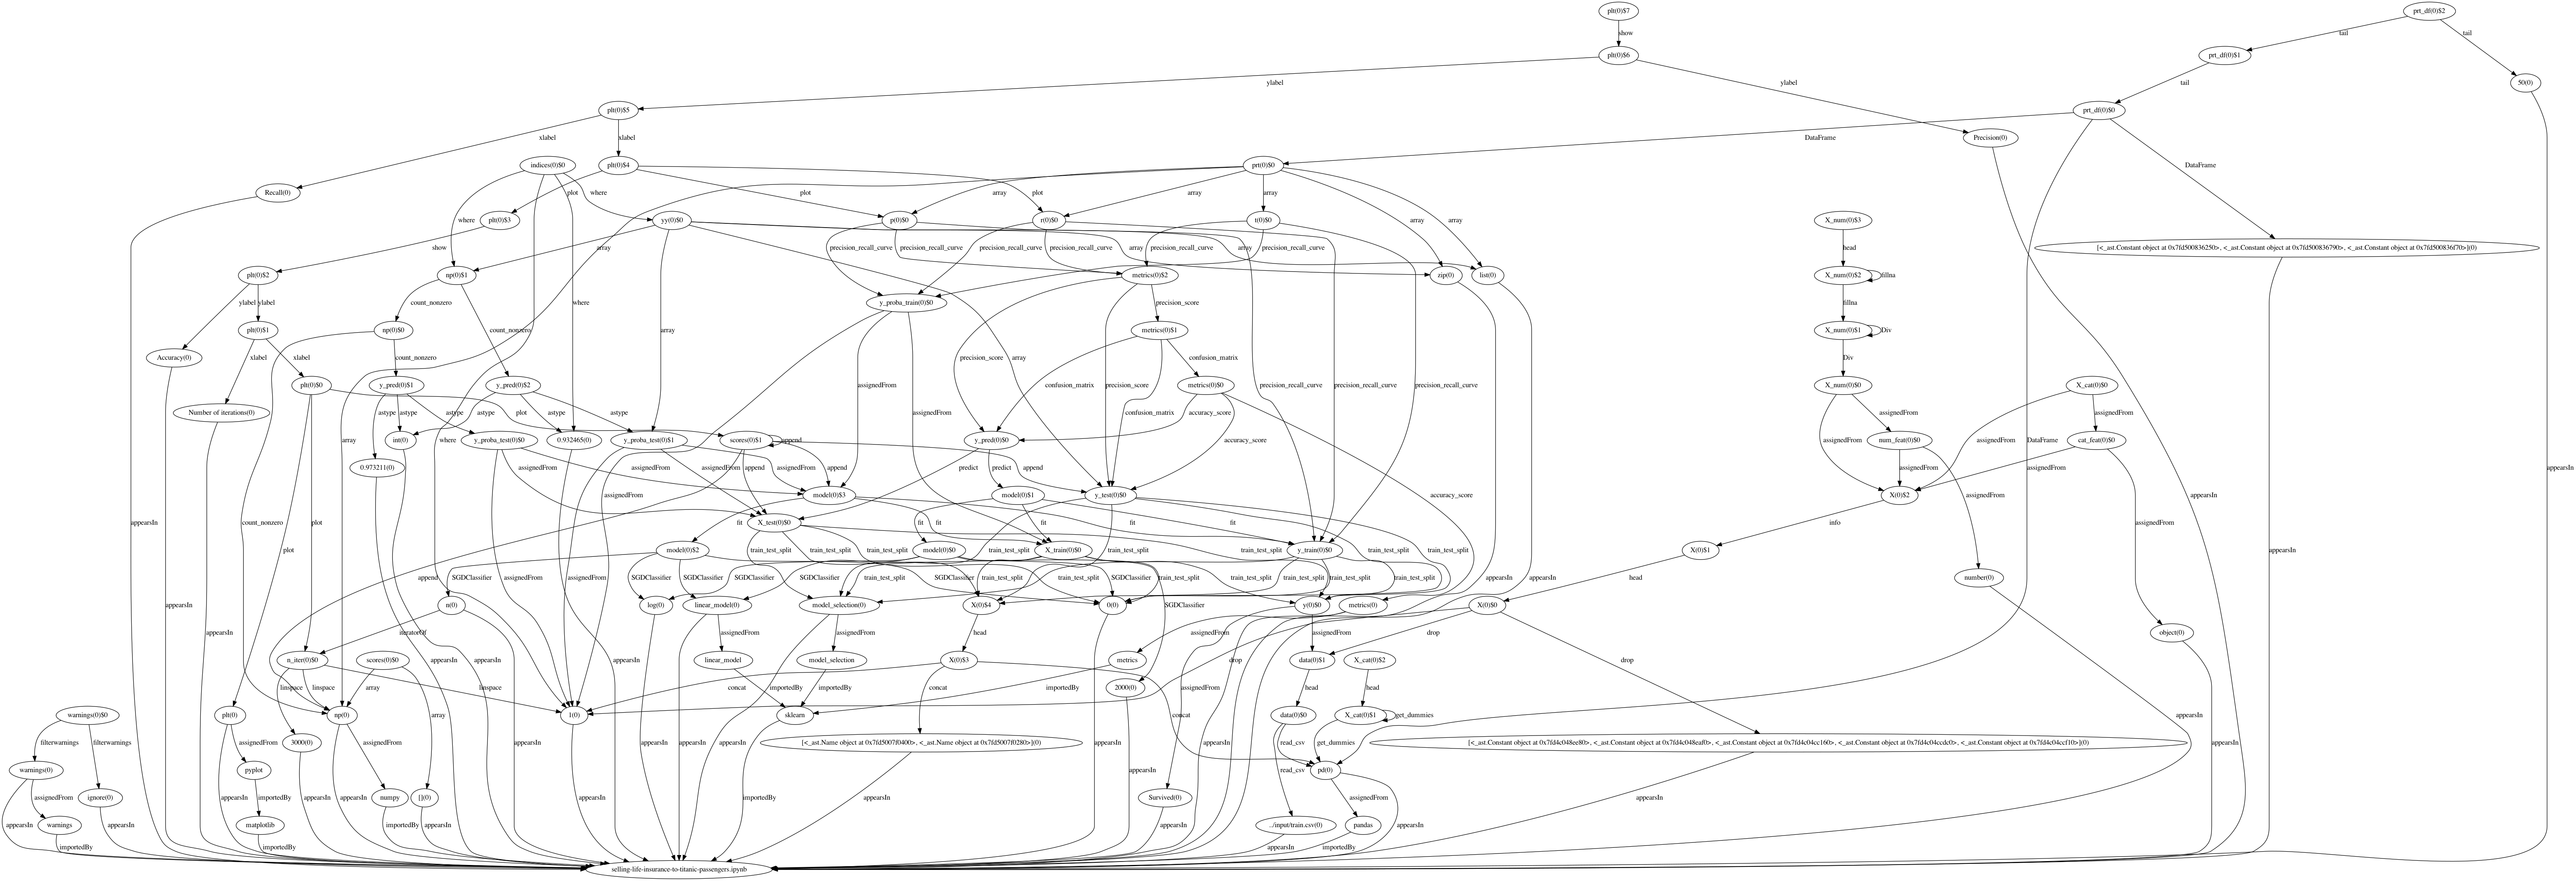 plt(0)$7
prt_df(0)$2
show
tail
tail
plt(0)$6
prt_df(0)$1
ylabel
ylabel
tail
50(0)
plt(0)$5
prt_df(0)$0
xlabel
xlabel
DataFrame
Precision(0)
indices(0)$0
plt(0)$4
prt(0)$0
DataFrame
Recall(0)
plot
where
plot
plot
array
array
array
where
plt(0)$3
yy(0)$0
p(0)$0
r(0)$0
t(0)$0
array
array
X_num(0)$3
show
array
precision_recall_curve
precision_recall_curve
precision_recall_curve
precision_recall_curve
array
precision_recall_curve
array
precision_recall_curve
head
[<_ast.Constant object at 0x7fd500836250>, <_ast.Constant object at 0x7fd500836790>, <_ast.Constant object at 0x7fd500836f70>](0)
plt(0)$2
np(0)$1
metrics(0)$2
zip(0)
list(0)
X_num(0)$2
fillna
ylabel
ylabel
count_nonzero
where
y_proba_train(0)$0
precision_score
fillna
plt(0)$1
np(0)$0
count_nonzero
array
metrics(0)$1
X_num(0)$1
Div
Accuracy(0)
xlabel
xlabel
count_nonzero
precision_score
array
confusion_matrix
Div
plt(0)$0
y_pred(0)$1
y_pred(0)$2
assignedFrom
confusion_matrix
precision_score
metrics(0)$0
precision_recall_curve
precision_recall_curve
precision_recall_curve
X_num(0)$0
X_cat(0)$0
Number of iterations(0)
astype
astype
astype
plot
astype
astype
assignedFrom
confusion_matrix
accuracy_score
assignedFrom
assignedFrom
where
array
int(0)
y_proba_test(0)$0
0.932465(0)
y_proba_test(0)$1
scores(0)$1
append
y_pred(0)$0
accuracy_score
assignedFrom
num_feat(0)$0
assignedFrom
DataFrame
cat_feat(0)$0
0.973211(0)
assignedFrom
assignedFrom
assignedFrom
append
append
predict
predict
append
assignedFrom
assignedFrom
appearsIn
assignedFrom
model(0)$3
model(0)$1
y_test(0)$0
accuracy_score
X(0)$2
assignedFrom
appearsIn
appearsIn
count_nonzero
fit
X_test(0)$0
fit
fit
fit
fit
fit
info
assignedFrom
plot
model(0)$2
model(0)$0
X_train(0)$0
y_train(0)$0
train_test_split
train_test_split
train_test_split
train_test_split
train_test_split
train_test_split
train_test_split
train_test_split
X(0)$1
appearsIn
SGDClassifier
SGDClassifier
SGDClassifier
SGDClassifier
SGDClassifier
SGDClassifier
train_test_split
train_test_split
train_test_split
train_test_split
train_test_split
train_test_split
append
assignedFrom
assignedFrom
appearsIn
appearsIn
head
number(0)
n(0)
log(0)
linear_model(0)
model_selection(0)
X(0)$4
0(0)
SGDClassifier
y(0)$0
metrics(0)
X(0)$0
appearsIn
appearsIn
iteratorOf
assignedFrom
assignedFrom
head
assignedFrom
assignedFrom
drop
object(0)
n_iter(0)$0
scores(0)$0
appearsIn
appearsIn
appearsIn
linear_model
model_selection
X(0)$3
metrics
data(0)$1
X_cat(0)$2
drop
drop
linspace
linspace
linspace
concat
importedBy
importedBy
importedBy
2000(0)
assignedFrom
head
head
warnings(0)$0
plt(0)
np(0)
array
array
1(0)
sklearn
concat
concat
data(0)$0
X_cat(0)$1
get_dummies
appearsIn
filterwarnings
filterwarnings
3000(0)
[<_ast.Name object at 0x7fd5007f0400>, <_ast.Name object at 0x7fd5007f0280>](0)
read_csv
get_dummies
[<_ast.Constant object at 0x7fd4c048ee80>, <_ast.Constant object at 0x7fd4c048eaf0>, <_ast.Constant object at 0x7fd4c04cc160>, <_ast.Constant object at 0x7fd4c04ccdc0>, <_ast.Constant object at 0x7fd4c04ccf10>](0)
appearsIn
warnings(0)
assignedFrom
pyplot
assignedFrom
appearsIn
appearsIn
appearsIn
appearsIn
appearsIn
read_csv
pd(0)
assignedFrom
ignore(0)
appearsIn
importedBy
appearsIn
appearsIn
numpy
[](0)
appearsIn
importedBy
appearsIn
Survived(0)
assignedFrom
appearsIn
appearsIn
appearsIn
warnings
appearsIn
matplotlib
importedBy
appearsIn
appearsIn
../input/train.csv(0)
pandas
appearsIn
importedBy
importedBy
appearsIn
importedBy
selling-life-insurance-to-titanic-passengers.ipynb